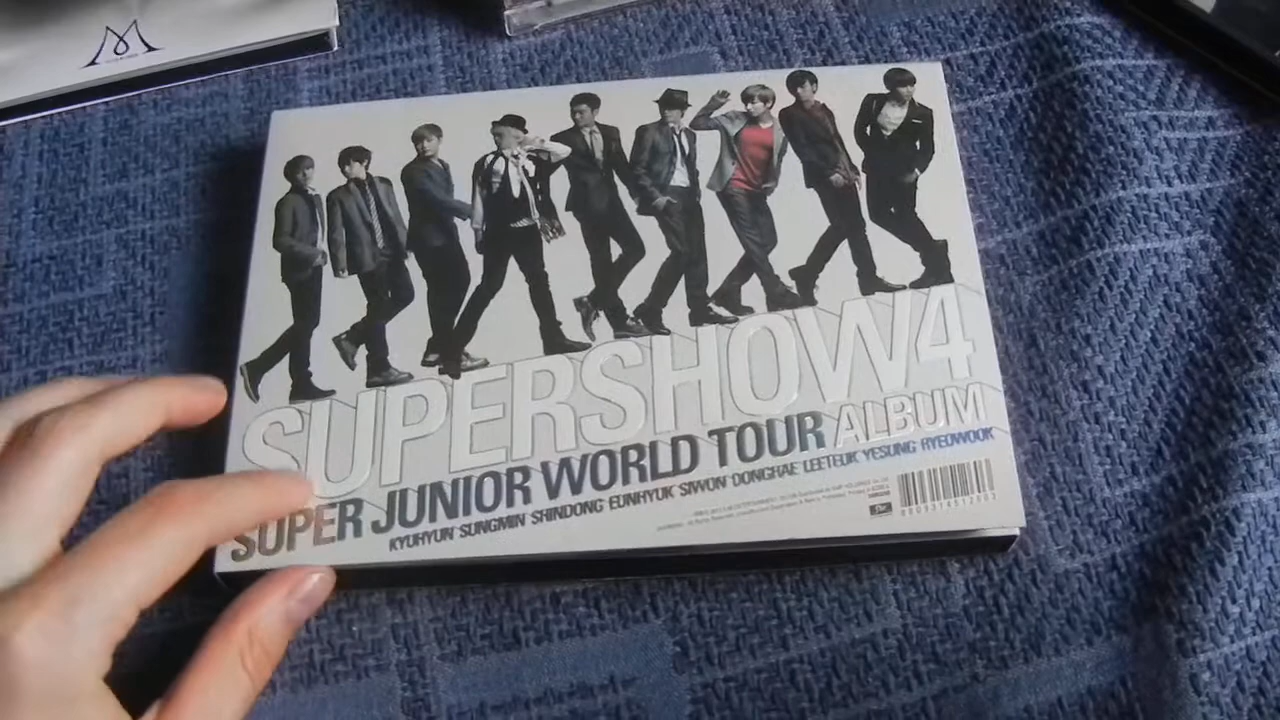 SUPERSHOW4
SUPER JUNIOR WORLD TOUR ALBUM
KYUHYUN SUNGMIN SHINDONG EUNHYUK SIWON DONGHAE LEETEUK YESUNG RYEOWOOK